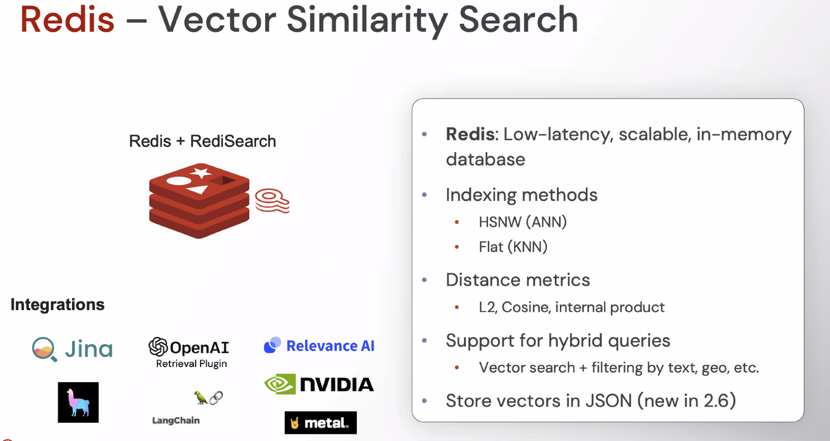 Redis – Vector Similarity Search
Redis + RediSearch
Integrations
Jina
OpenAI
Retrieval Plugin
Relevance AI
NVIDIA
LangChain
metal.
• Redis: Low-latency, scalable, in-memory
database
• Indexing methods
• HSNW (ANN)
• Flat (KNN)
• Distance metrics
• L2, Cosine, internal product
• Support for hybrid queries
• Vector search + filtering by text, geo, etc.
• Store vectors in JSON (new in 2.6)